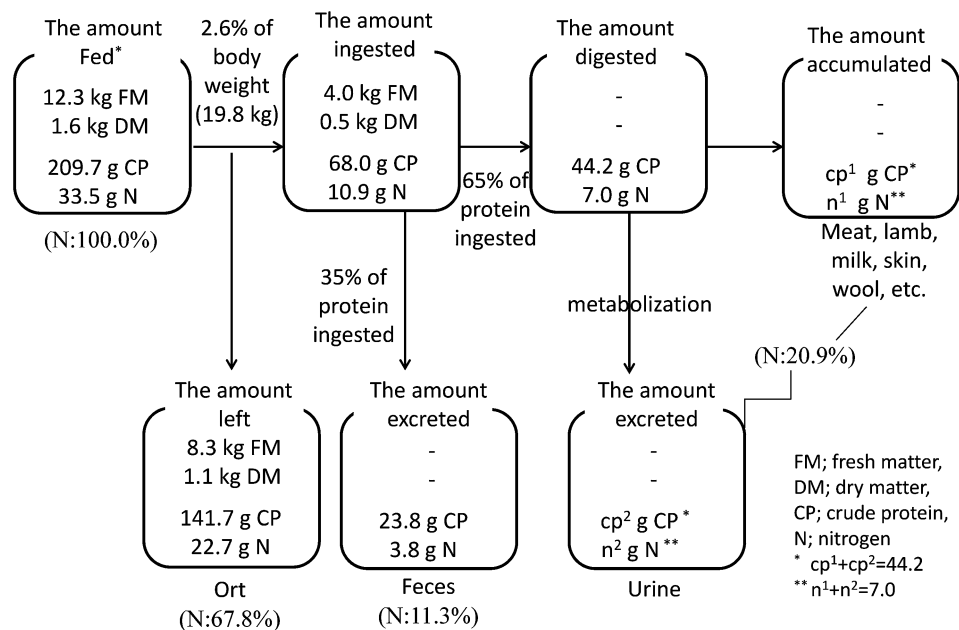 The amount
Fed*
12.3 kg FM
1.6 kg DM
209.7 g CP
33.5 g N
(N:100.0%)
2.6% of
body
weight
(19.8 kg)
The amount
ingested
4.0 kg FM
0.5 kg DM
68.0 g CP
10.9 g N
65% of
protein
ingested
The amount
digested
-
-
44.2 g CP
7.0 g N
The amount
accumulated
-
-
cp¹ g CP*
n¹ g N**
Meat, lamb,
milk, skin,
wool, etc.
(N:20.9%)
35% of
protein
ingested
metabolization
The amount
left
8.3 kg FM
1.1 kg DM
141.7 g CP
22.7 g N
Ort
(N:67.8%)
The amount
excreted
-
-
23.8 g CP
3.8 g N
Feces
(N:11.3%)
The amount
excreted
-
-
cp² g CP *
n² g N **
Urine
FM; fresh matter,
DM; dry matter,
CP; crude protein,
N; nitrogen
* cp¹+cp²=44.2
** n¹+n²=7.0